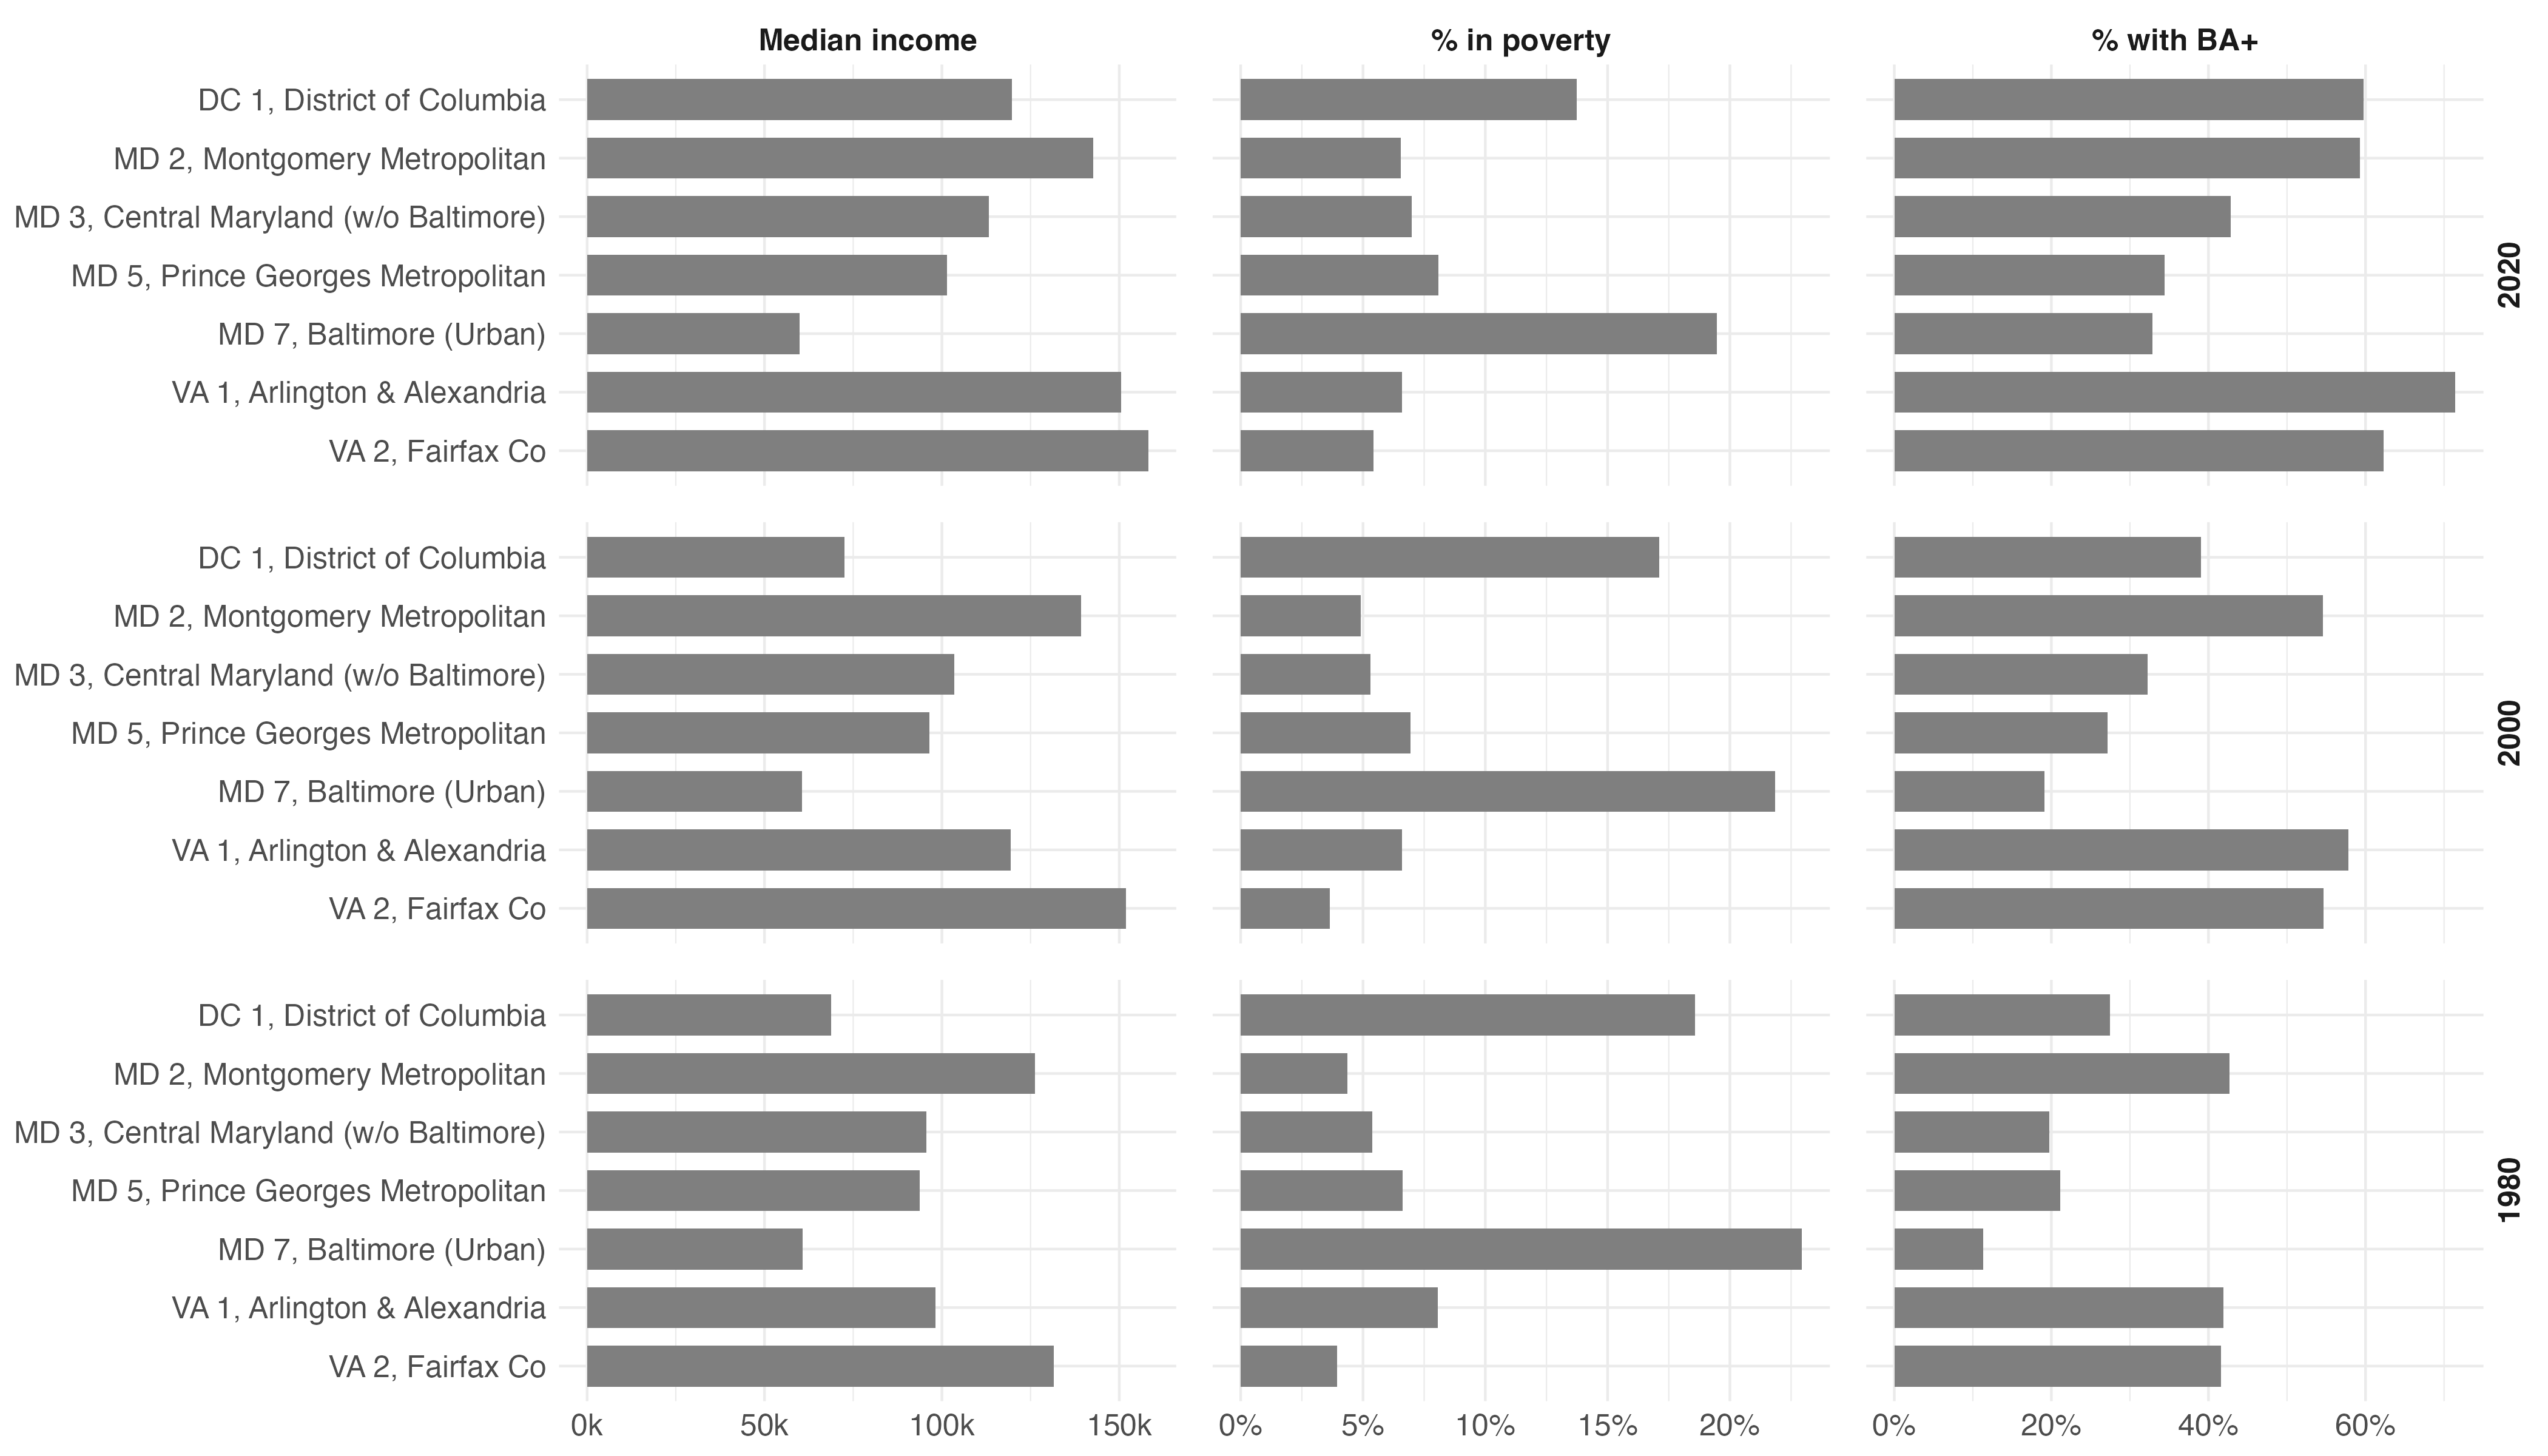 Median income % in poverty % with BA+
DC 1, District of Columbia
MD 2, Montgomery Metropolitan
MD 3, Central Maryland (w/o Baltimore)
MD 5, Prince Georges Metropolitan
MD 7, Baltimore (Urban)
VA 1, Arlington & Alexandria
VA 2, Fairfax Co
2020
DC 1, District of Columbia
MD 2, Montgomery Metropolitan
MD 3, Central Maryland (w/o Baltimore)
MD 5, Prince Georges Metropolitan
MD 7, Baltimore (Urban)
VA 1, Arlington & Alexandria
VA 2, Fairfax Co
2000
DC 1, District of Columbia
MD 2, Montgomery Metropolitan
MD 3, Central Maryland (w/o Baltimore)
MD 5, Prince Georges Metropolitan
MD 7, Baltimore (Urban)
VA 1, Arlington & Alexandria
VA 2, Fairfax Co
1980
0k 50k 100k 150k 0% 5% 10% 15% 20% 0% 20% 40% 60%